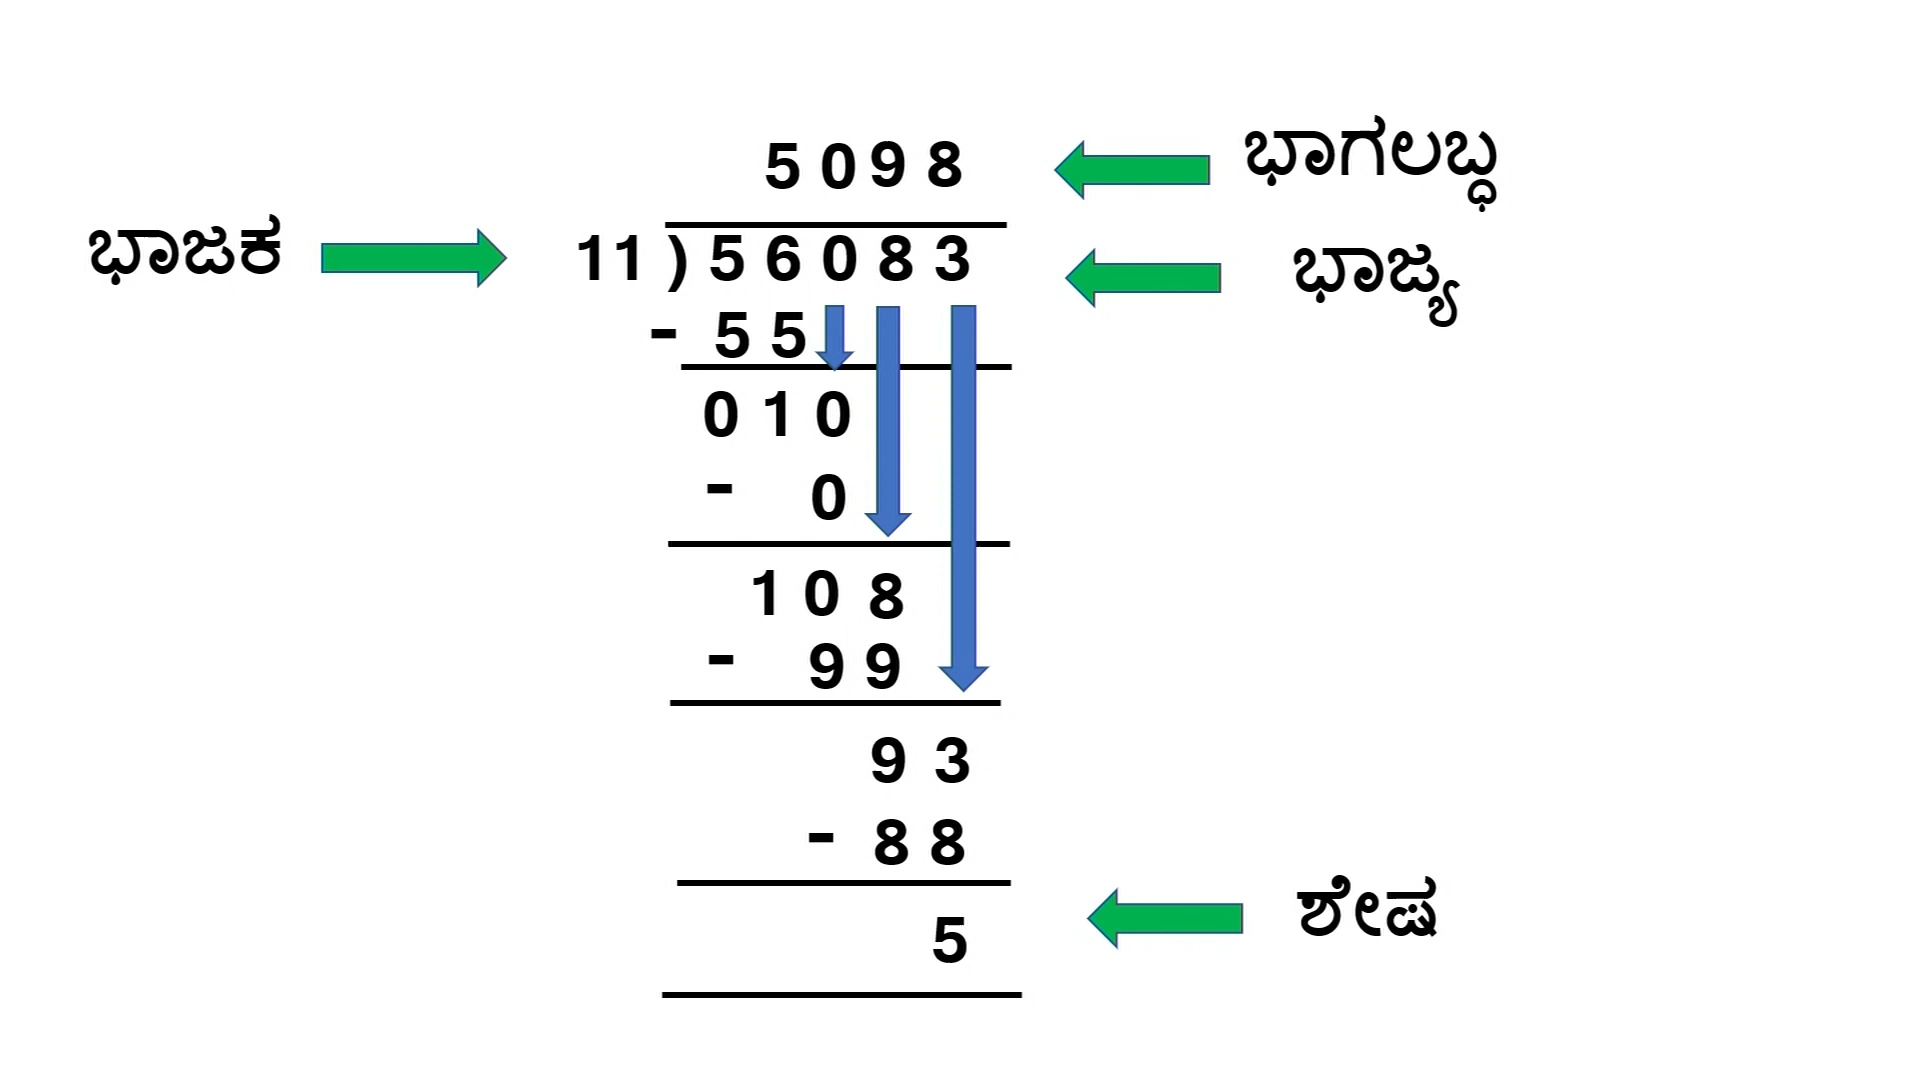 5 0 9 8 ಭಾಗಲಬ್ಧ
ಭಾಜಕ 11 ) 5 6 0 8 3 ಭಾಜ್ಯ
- 5 5
0 1 0
- 0
1 0 8
- 9 9
9 3
- 8 8
5 ಶೇಷ